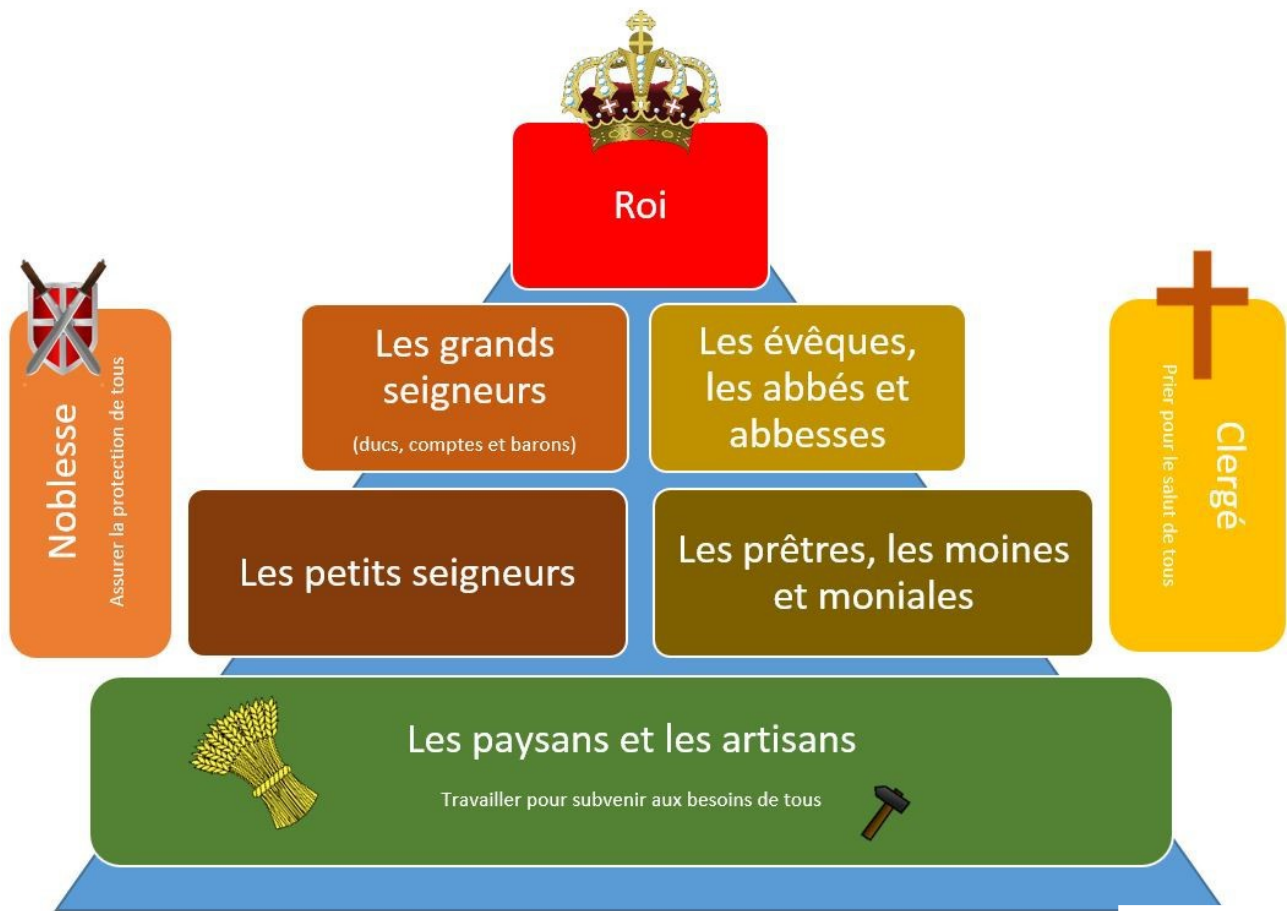 Roi
Les grands
seigneurs
(ducs, comptes et barons)
Les évêques,
les abbés et
abbesses
Noblesse
Assurer la protection de tous
Clergé
Prier pour le salut de tous
Les petits seigneurs
Les prêtres, les moines
et moniales
Les paysans et les artisans
Travailler pour subvenir aux besoins de tous